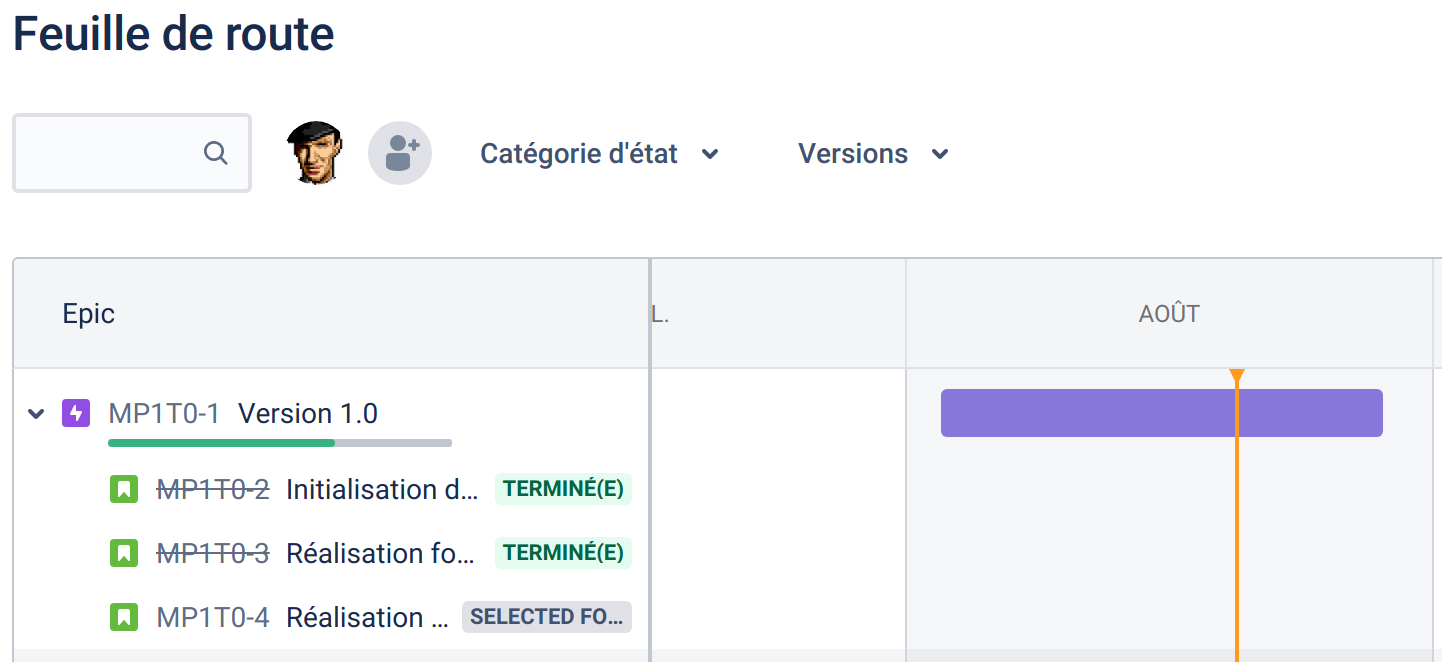 Feuille de route
Catégorie d'état Versions
Epic L. AOÛT
MP1T0-1 Version 1.0
MP1T0-2 Initialisation d... TERMINÉ(E)
MP1T0-3 Réalisation fo... TERMINÉ(E)
MP1T0-4 Réalisation ... SELECTED FO...